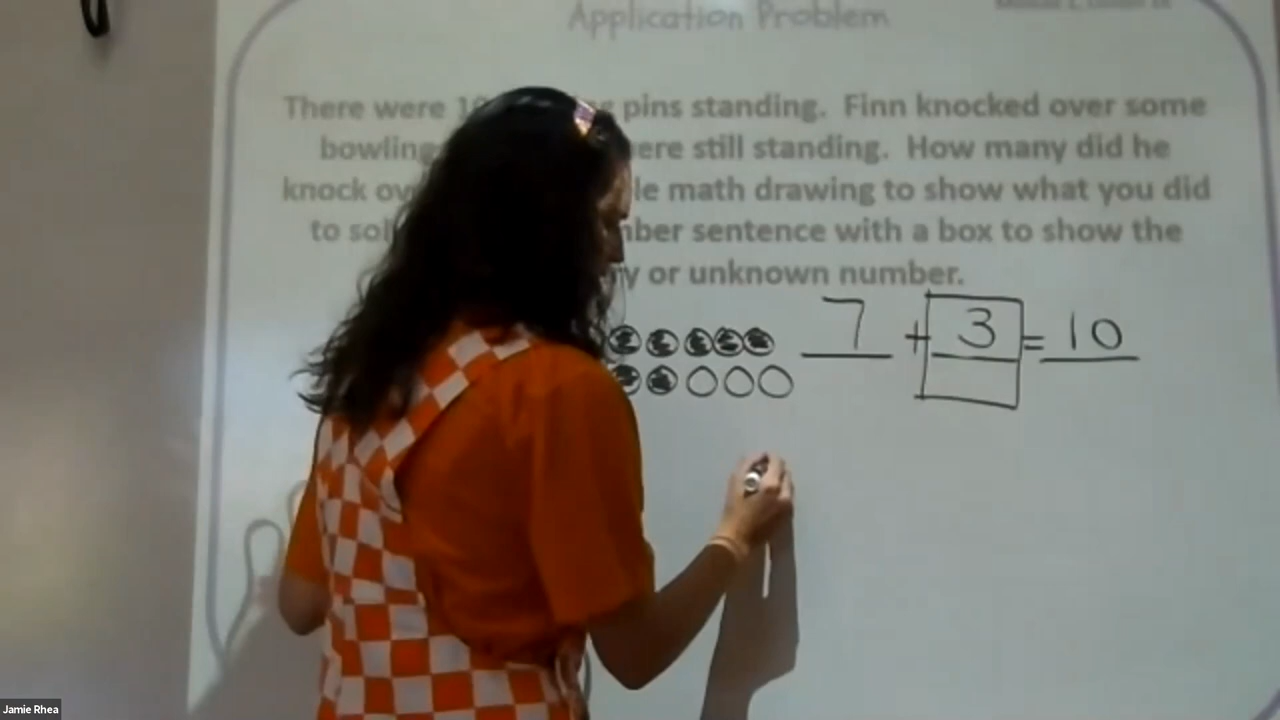 Application Problem
There were 10 pins standing. Finn knocked over some
bowling ere still standing. How many did he
knock ov le math drawing to show what you did
to sol ber sentence with a box to show the
y or unknown number.
7 + 3 = 10
Jamie Rhea